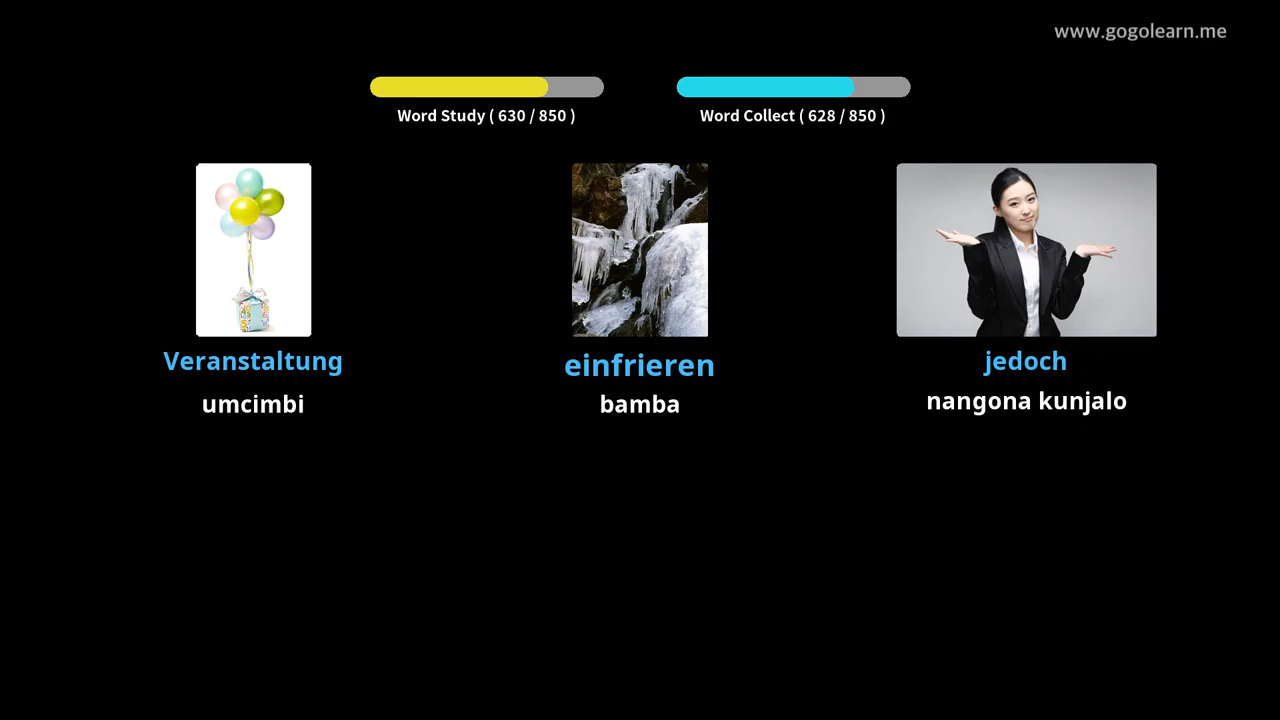 www.gogolearn.me
Word Study ( 630 / 850 )
Word Collect ( 628 / 850 )
Veranstaltung
umcimbi
einfrieren
bamba
jedoch
nangona kunjalo